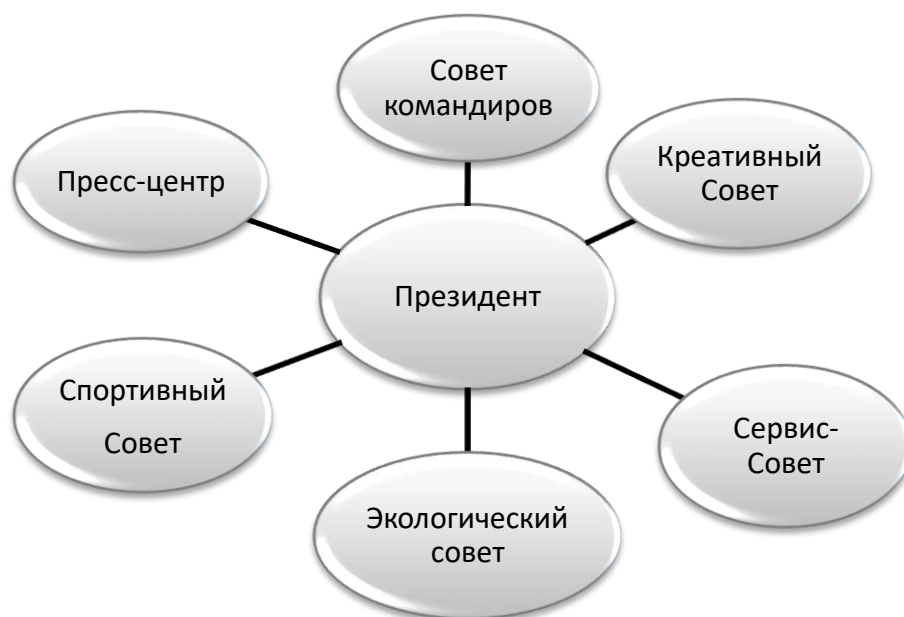 Совет
командиров
Креативный
Совет
Пресс-центр
Президент
Спортивный
Совет
Сервис-
Совет
Экологический
совет